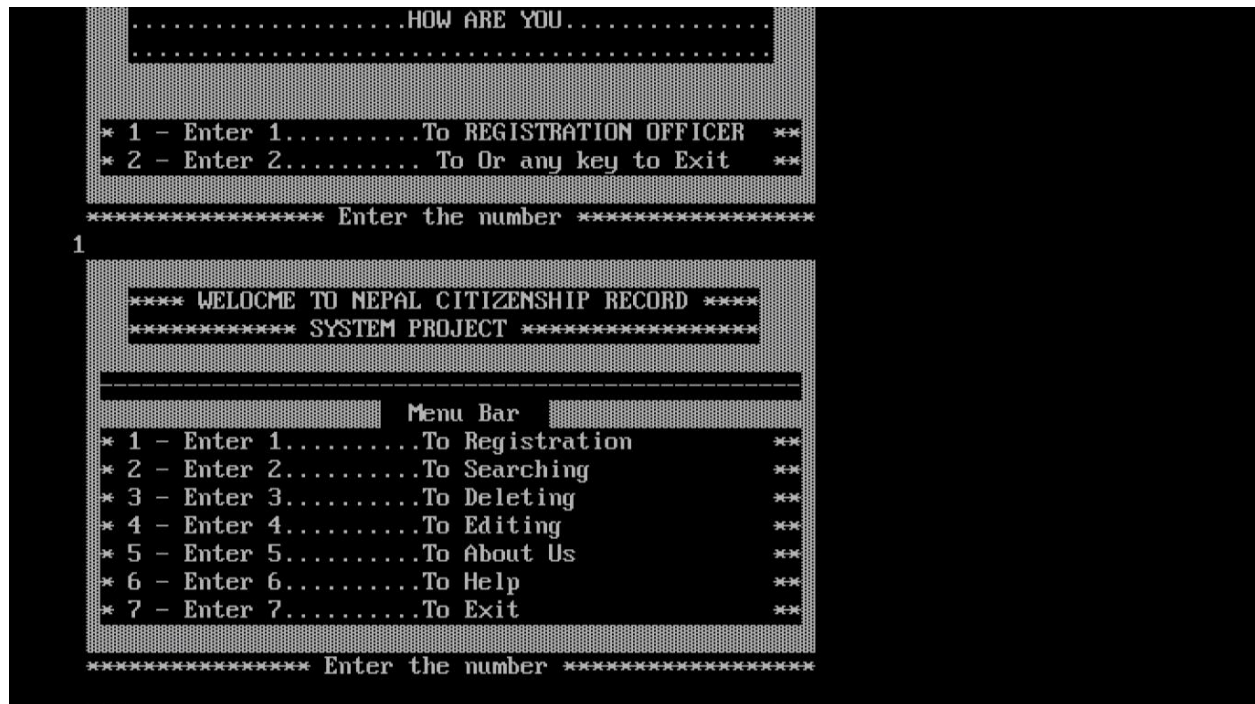 ....................HOW ARE YOU...............
..............................................
* 1 - Enter 1..........To REGISTRATION OFFICER  **
* 2 - Enter 2.......... To Or any key to Exit   **
***************** Enter the number *****************
1
**** WELOCME TO NEPAL CITIZENSHIP RECORD ****
************ SYSTEM PROJECT *****************
--------------------------------------------------
Menu Bar
* 1 - Enter 1..........To Registration          **
* 2 - Enter 2..........To Searching             **
* 3 - Enter 3..........To Deleting              **
* 4 - Enter 4..........To Editing               **
* 5 - Enter 5..........To About Us              **
* 6 - Enter 6..........To Help                  **
* 7 - Enter 7..........To Exit                  **
**************** Enter the number ******************